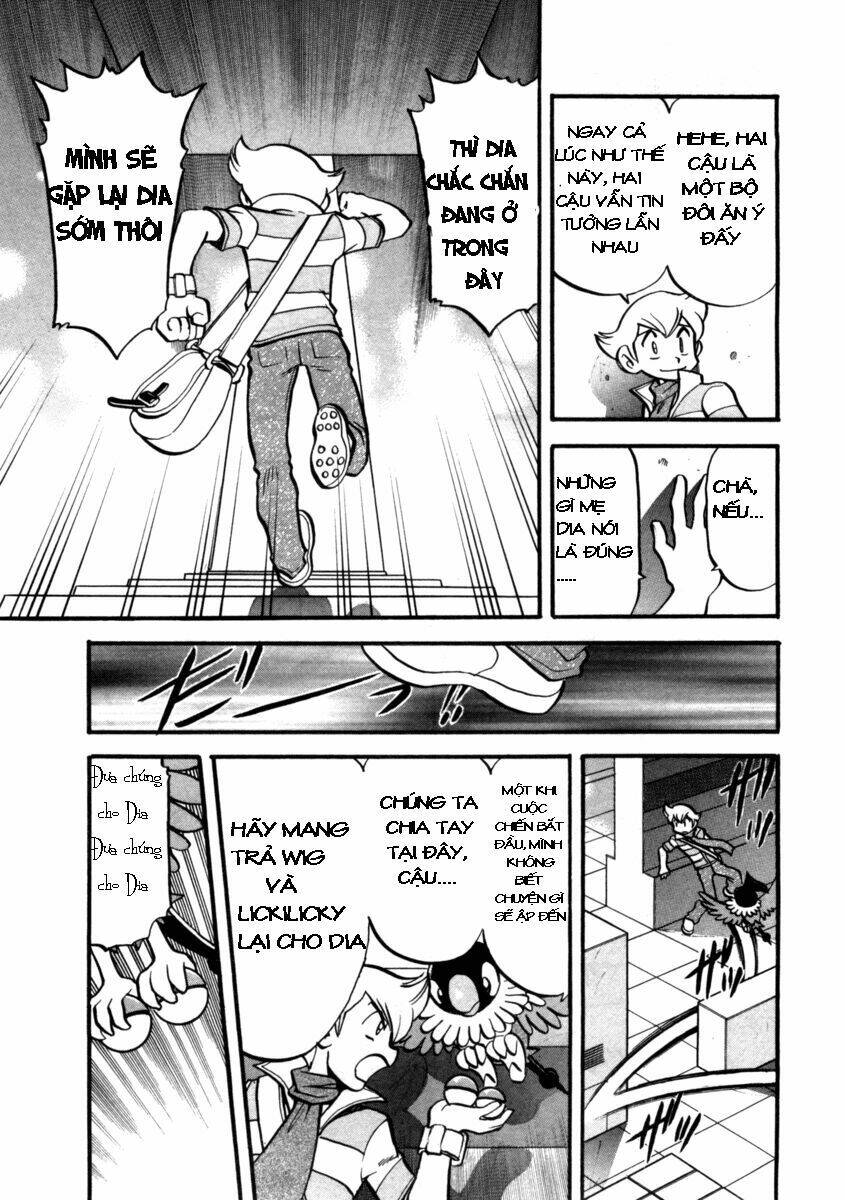 HEHE, HAI
CẬU LÀ
MỘT BỘ
ĐÔI ĂN Ý
ĐẤY
NGAY CẢ
LÚC NHƯ THẾ
NÀY, HAI
CẬU VẪN TIN
TƯỞNG LẪN
NHAU
CHÀ,
NẾU...
NHỮNG
GÌ MẸ
DIA NÓI
LÀ ĐÚNG
.....
THÌ DIA
CHẮC CHẮN
ĐANG Ở
TRONG
ĐÂY
MÌNH SẼ
GẶP LẠI DIA
SỚM THÔI
MỘT KHI
CUỘC
CHIẾN BẮT
ĐẦU, MÌNH
KHÔNG
BIẾT
CHUYỆN GÌ
SẼ ẬP ĐẾN
CHÚNG TA
CHIA TAY
TẠI ĐÂY,
CẬU....
HÃY MANG
TRẢ WIG
VÀ
LICKILICKY
LẠI CHO DIA
Đưa chúng
cho Dia
Đưa chúng
cho Dia